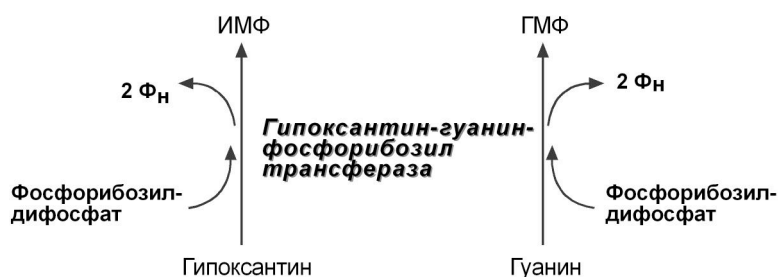 ИМФ
ГМФ
2 Фн
2 Фн
Гипоксантин-гуанин-
фосфорибозил
трансфераза
Фосфорибозил-
дифосфат
Фосфорибозил-
дифосфат
Гипоксантин
Гуанин